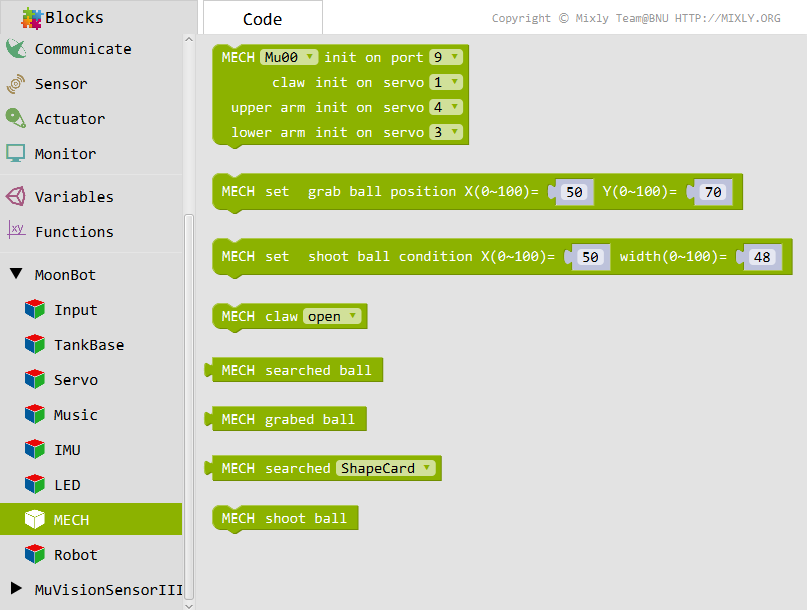 Blocks
Code
Copyright © Mixly Team@BNU HTTP://MIXLY.ORG
Communicate
Sensor
Actuator
Monitor
Variables
xy
Functions
MoonBot
Input
TankBase
Servo
Music
IMU
LED
MECH
Robot
MuVisionSensorIII
MECH Mu00 init on port 9
claw init on servo 1
upper arm init on servo 4
lower arm init on servo 3
MECH set grab ball position X(0~100)= 50 Y(0~100)= 70
MECH set shoot ball condition X(0~100)= 50 width(0~100)= 48
MECH claw open
MECH searched ball
MECH grabed ball
MECH searched ShapeCard
MECH shoot ball